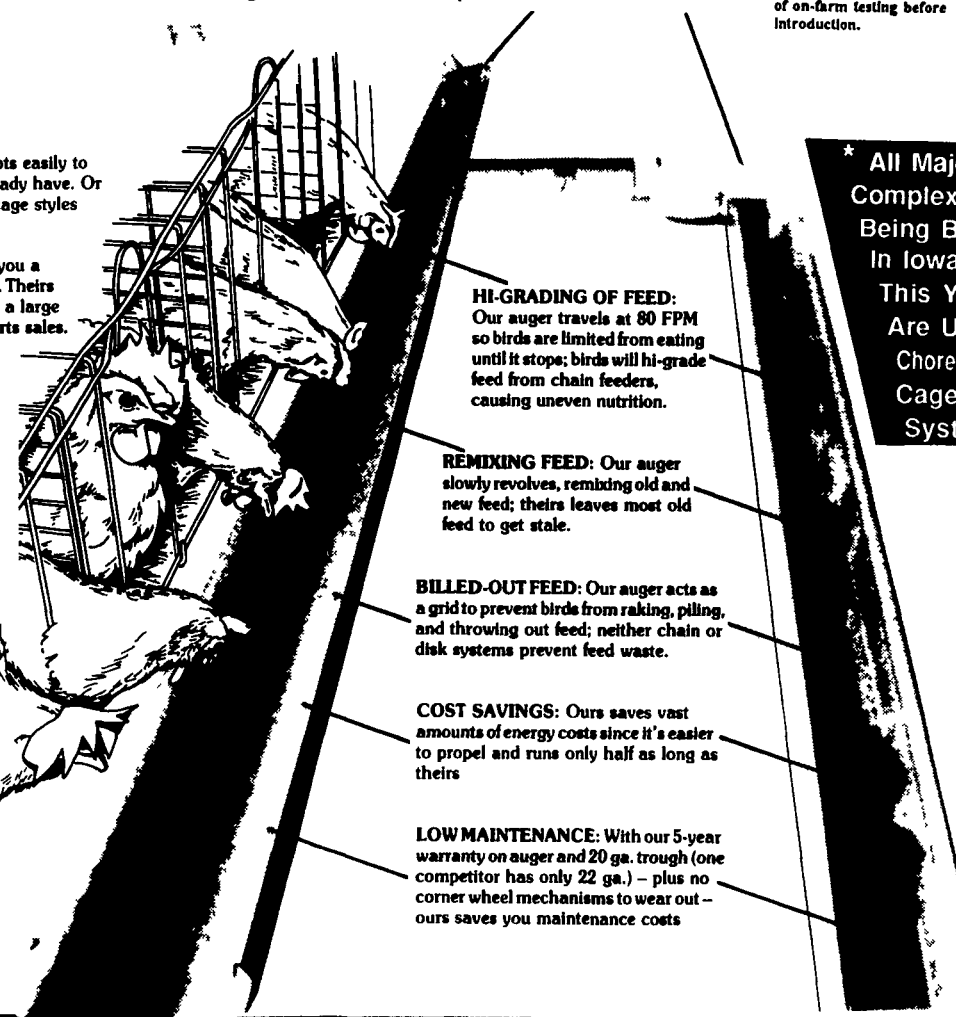 of on-farm testing before
introduction.
ots easily to
ady have. Or
age styles
you a
. Theirs
a large
rts sales.
* All Maj
Complex
Being B
In Iowa
This Y
Are U
Chore
Cage
Syst
HI-GRADING OF FEED:
Our auger travels at 80 FPM
so birds are limited from eating
until it stops; birds will hi-grade
feed from chain feeders,
causing uneven nutrition.
REMIXING FEED: Our auger
slowly revolves, remixing old and
new feed; theirs leaves most old
feed to get stale.
BILLED-OUT FEED: Our auger acts as
a grid to prevent birds from raking, piling,
and throwing out feed; neither chain or
disk systems prevent feed waste.
COST SAVINGS: Ours saves vast
amounts of energy costs since it's easier
to propel and runs only half as long as
theirs
LOW MAINTENANCE: With our 5-year
warranty on auger and 20 ga. trough (one
competitor has only 22 ga.) – plus no
corner wheel mechanisms to wear out –
ours saves you maintenance costs